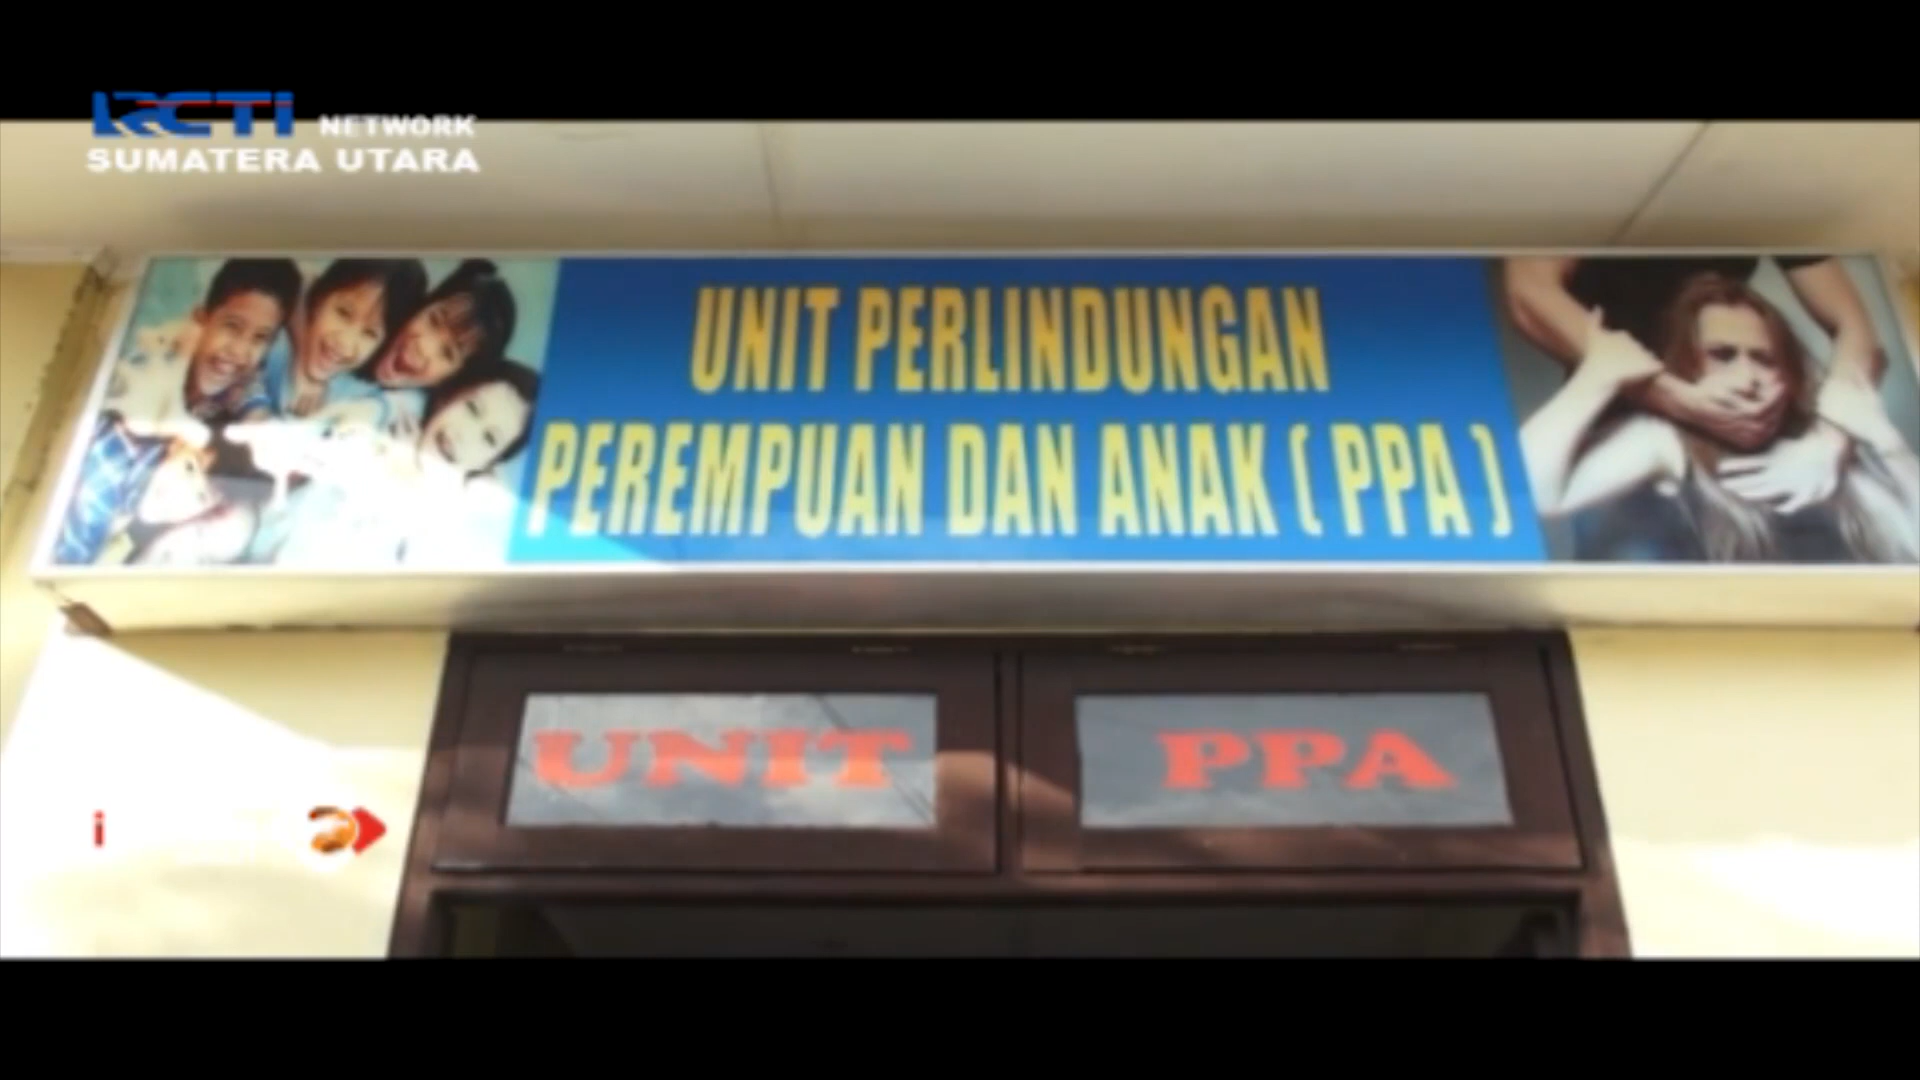 RCTI NETWORK
SUMATERA UTARA
UNIT PERLINDUNGAN
PEREMPUAN DAN ANAK ( PPA )
UNIT PPA
i